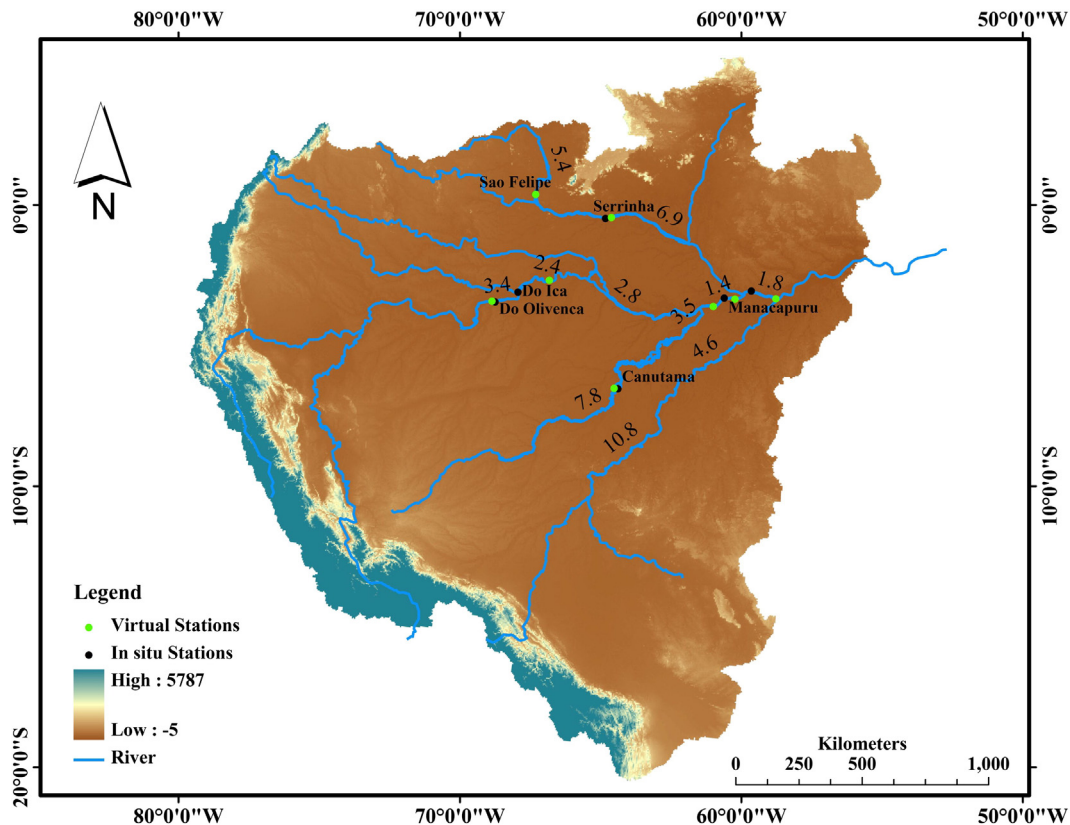 80°0'0"W 70°0'0"W 60°0'0"W 50°0'0"W
N
5.4
Sao Felipe
Serrinha
6.9
0°0'0"
0°0'0"
2.4
3.4
Do Ica
Do Olivenca
2.8
1.4
1.8
Manacapuru
3.5
4.6
Canutama
7.8
10.8
10°0'0"S
10°0'0"S
Legend
Virtual Stations
In situ Stations
High : 5787
Low : -5
River
Kilometers
0 250 500 1,000
20°0'0"S
80°0'0"W 70°0'0"W 60°0'0"W 50°0'0"W